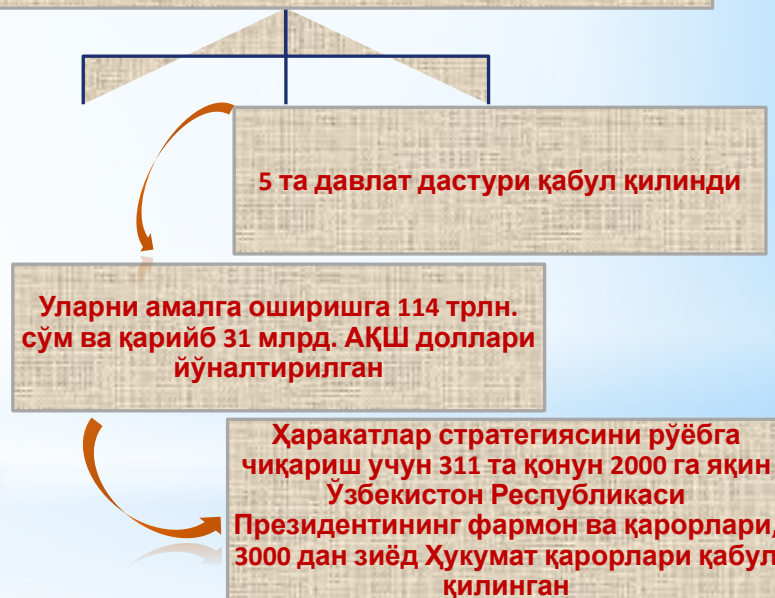 5 та давлат дастури қабул қилинди
Уларни амалга оширишга 114 трлн.
сўм ва қарийб 31 млрд. АҚШ доллари
йўналтирилган
Ҳаракатлар стратегиясини рўёбга
чиқариш учун 311 та қонун 2000 га яқин
Ўзбекистон Республикаси
Президентининг фармон ва қарорлари,
3000 дан зиёд Ҳукумат қарорлари қабул
қилинган